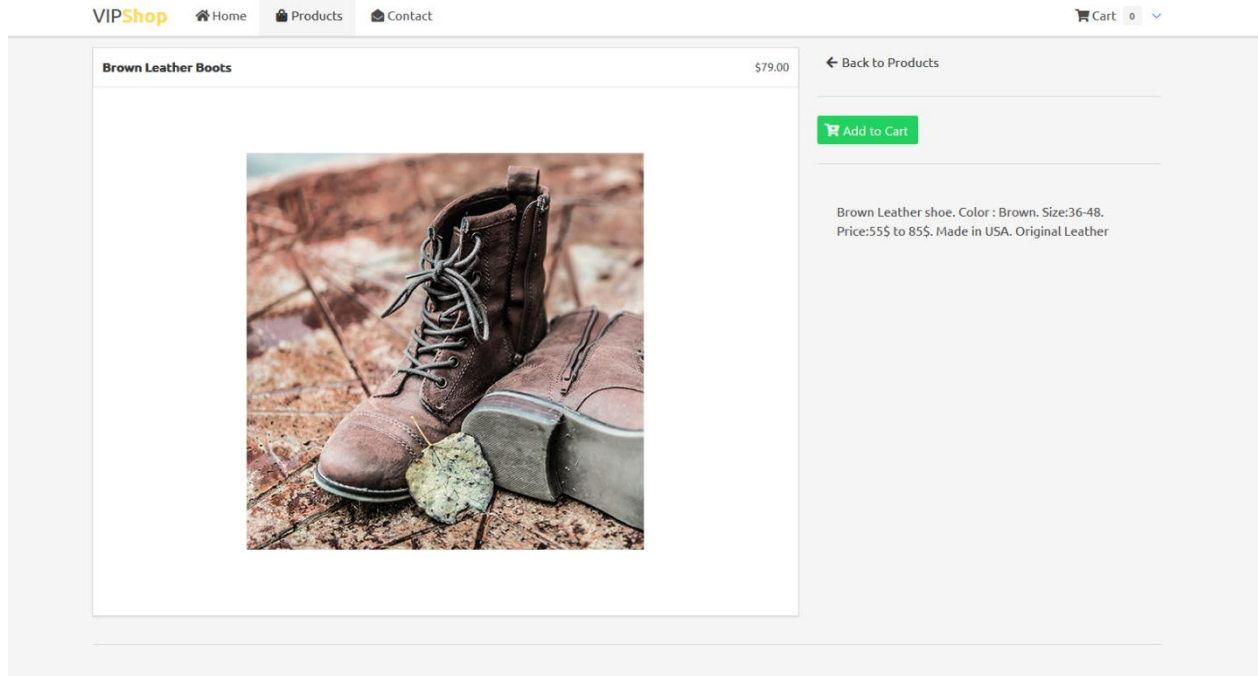 VIPShop Home Products Contact Cart 0
Brown Leather Boots $79.00
Back to Products
Add to Cart
Brown Leather shoe. Color : Brown. Size:36-48.
Price:55$ to 85$. Made in USA. Original Leather